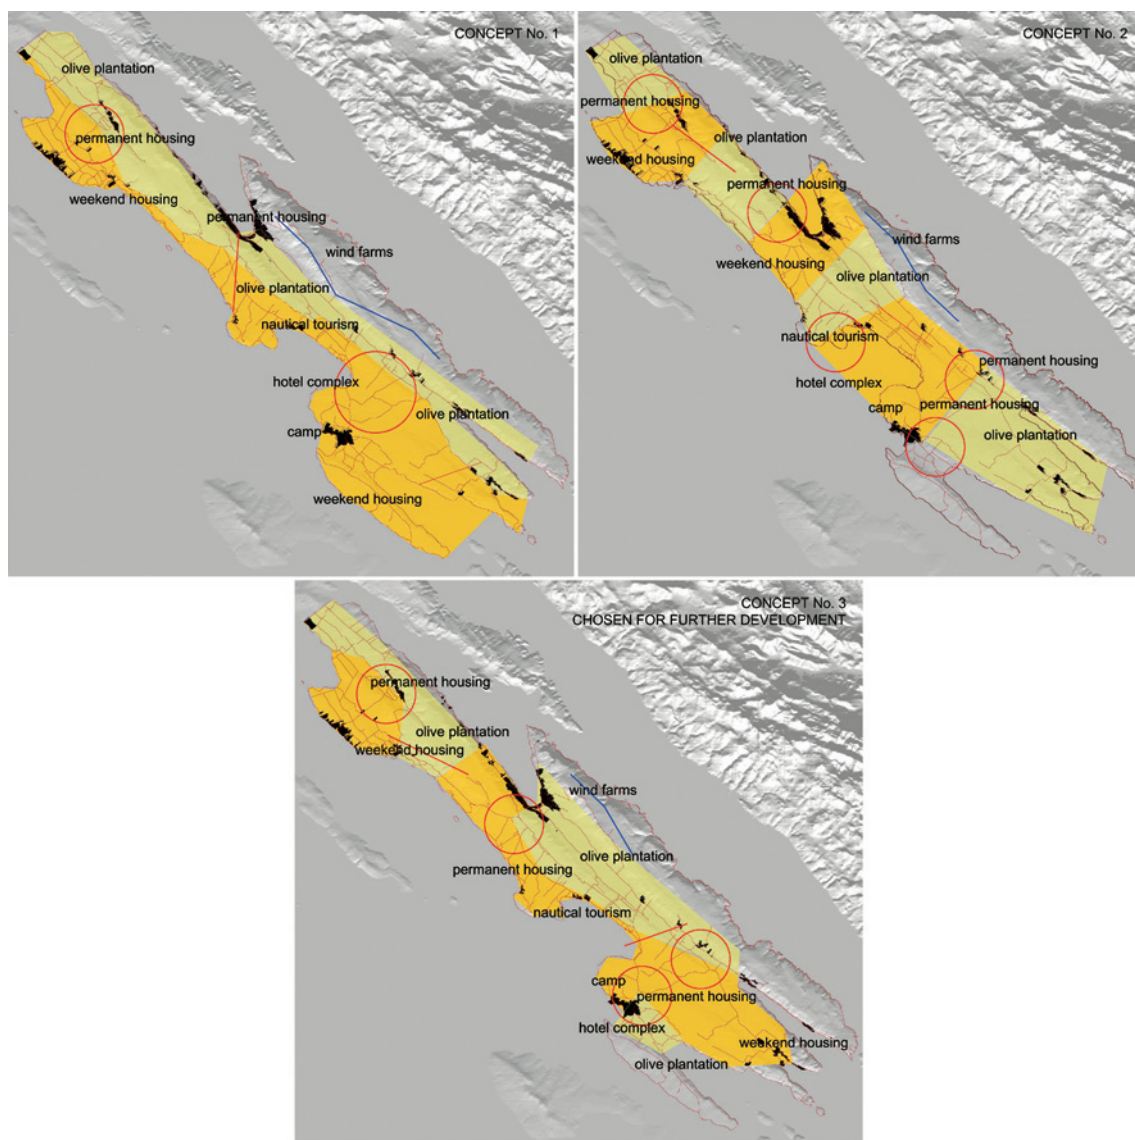 CONCEPT No. 1
olive plantation
permanent housing
weekend housing
permanent housing
wind farms
olive plantation
nautical tourism
hotel complex
olive plantation
camp
weekend housing
CONCEPT No. 2
olive plantation
permanent housing
olive plantation
weekend housing
permanent housing
wind farms
weekend housing
olive plantation
nautical tourism
permanent housing
hotel complex
camp
permanent housing
olive plantation
CONCEPT No. 3
CHOSEN FOR FURTHER DEVELOPMENT
permanent housing
olive plantation
weekend housing
wind farms
olive plantation
permanent housing
nautical tourism
camp
permanent housing
hotel complex
weekend housing
olive plantation